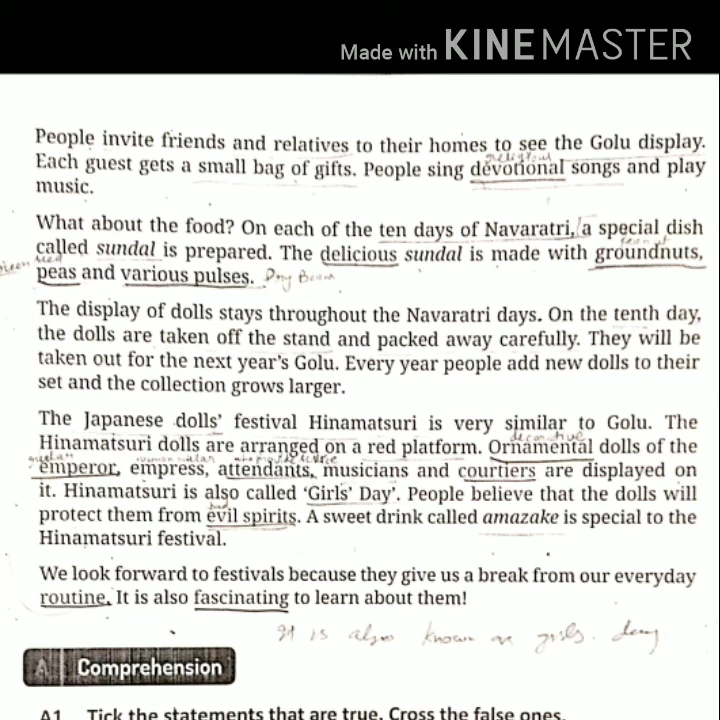 Made with KINEMASTER
People invite friends and relatives to their homes to see the Golu display.
religious
Each guest gets a small bag of gifts. People sing devotional songs and play
music.
What about the food? On each of the ten days of Navaratri, a special dish
called sundal is prepared. The delicious sundal is made with groundnuts,
peas and various pulses. Dry Bean
The display of dolls stays throughout the Navaratri days. On the tenth day,
the dolls are taken off the stand and packed away carefully. They will be
taken out for the next year's Golu. Every year people add new dolls to their
set and the collection grows larger.
The Japanese dolls' festival Hinamatsuri is very similar to Golu. The
decorative
Hinamatsuri dolls are arranged on a red platform. Ornamental dolls of the
emperor, empress, attendants, musicians and courtiers are displayed on
it. Hinamatsuri is also called 'Girls' Day'. People believe that the dolls will
protect them from evil spirits. A sweet drink called amazake is special to the
Hinamatsuri festival.
We look forward to festivals because they give us a break from our everyday
routine. It is also fascinating to learn about them!
It is also known as girls day
A Comprehension
A1 Tick the statements that are true. Cross the false ones.